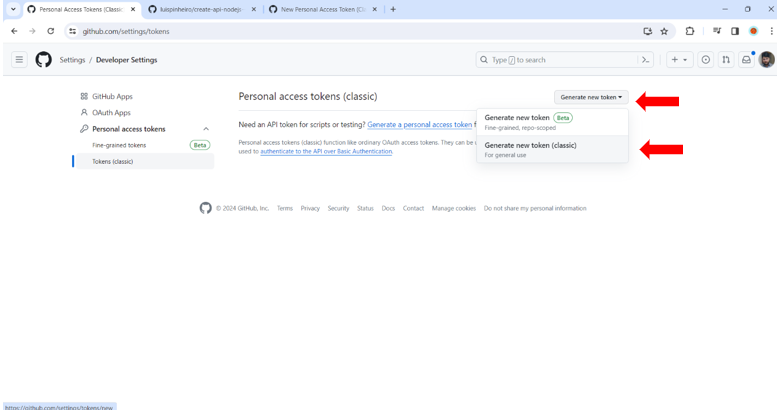 Personal Access Tokens (Classic)
luispinheiro/create-api-nodejs
New Personal Access Token (Cl
github.com/settings/tokens
Settings / Developer Settings
Type / to search
GitHub Apps
OAuth Apps
Personal access tokens
Fine-grained tokens Beta
Tokens (classic)
Personal access tokens (classic)
Generate new token
Need an API token for scripts or testing? Generate a personal access token f
Personal access tokens (classic) function like ordinary OAuth access tokens. They can be
used to authenticate to the API over Basic Authentication.
Generate new token Beta
Fine-grained, repo-scoped
Generate new token (classic)
For general use
© 2024 GitHub, Inc. Terms Privacy Security Status Docs Contact Manage cookies Do not share my personal information
https://github.com/settings/tokens/new